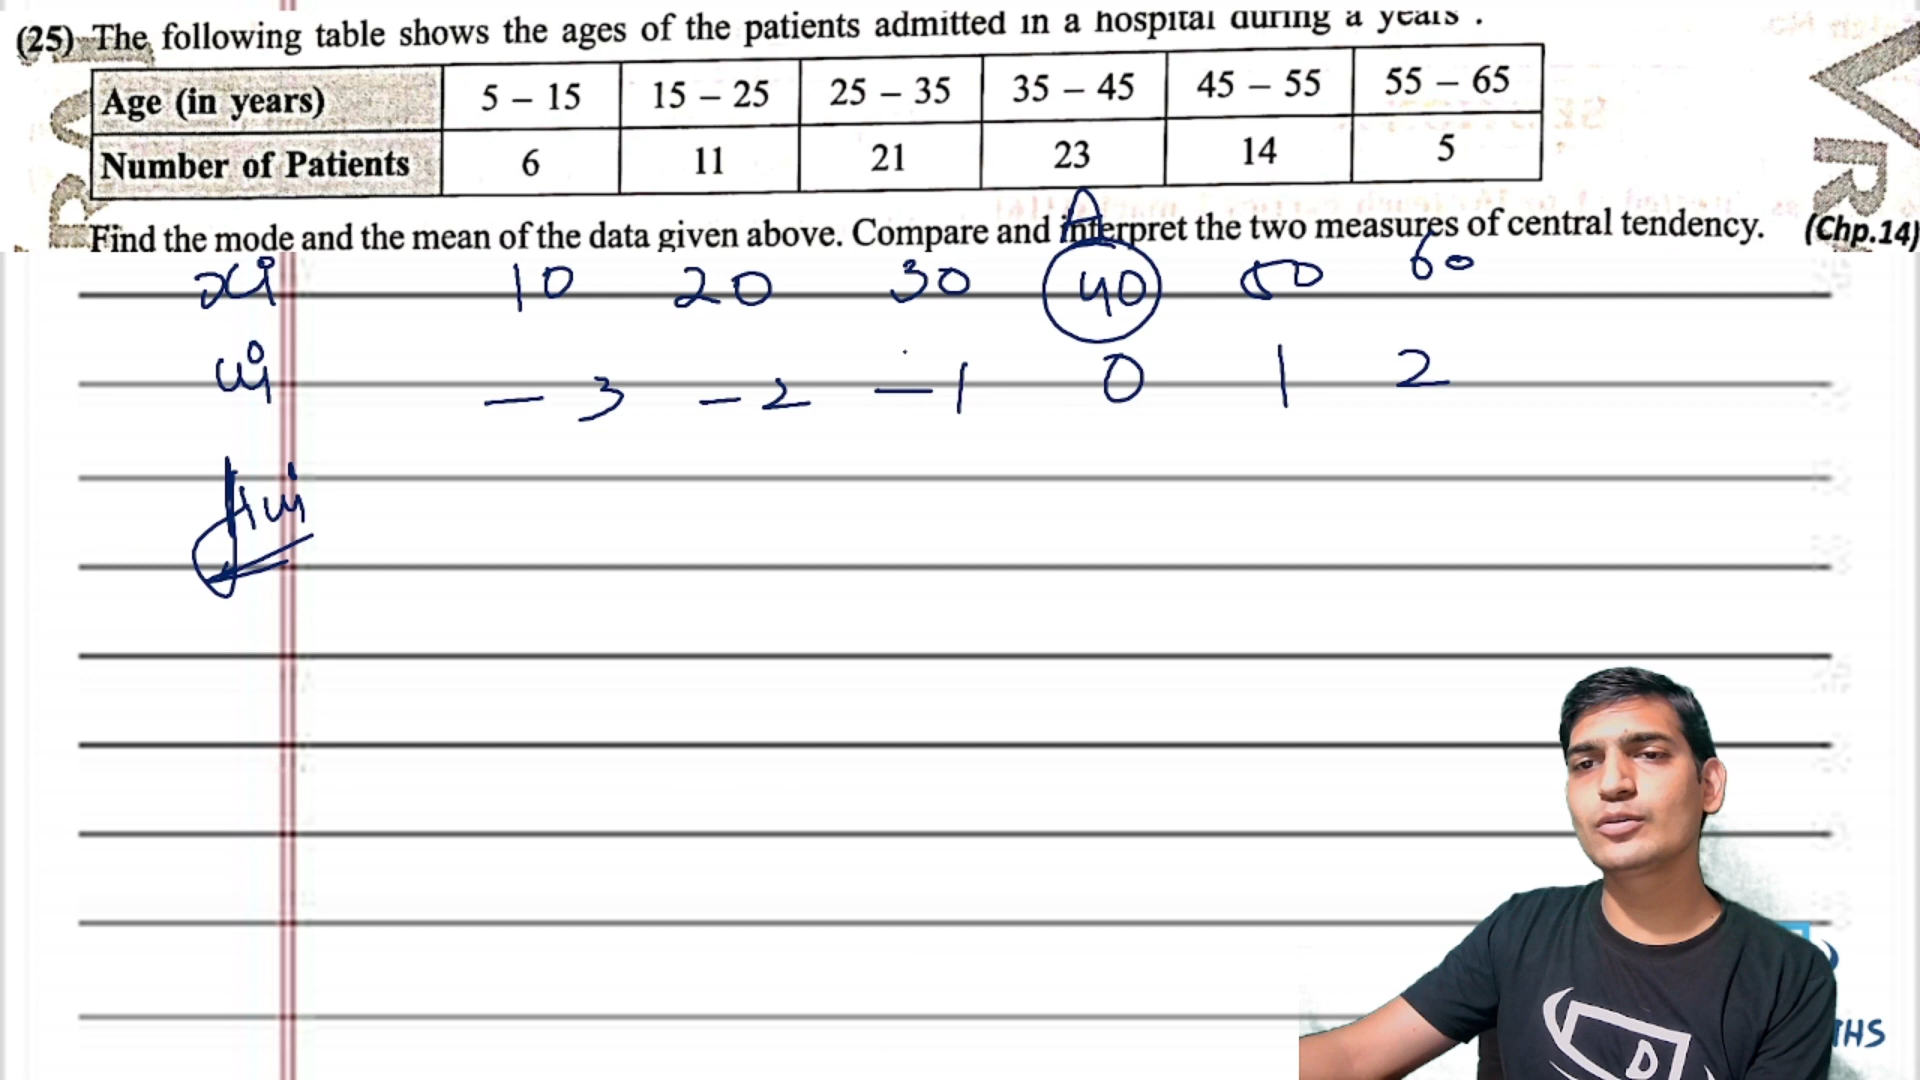 (25) The following table shows the ages of the patients admitted in a hospital during a years .
Age (in years) 5 – 15 15 – 25 25 – 35 35 – 45 45 – 55 55 – 65
Number of Patients 6 11 21 23 14 5
Find the mode and the mean of the data given above. Compare and interpret the two measures of central tendency. (Chp.14)
A
xi 10 20 30 40 50 60
ui – 3 – 2 – 1 0 1 2
fiui
VR
D
THS